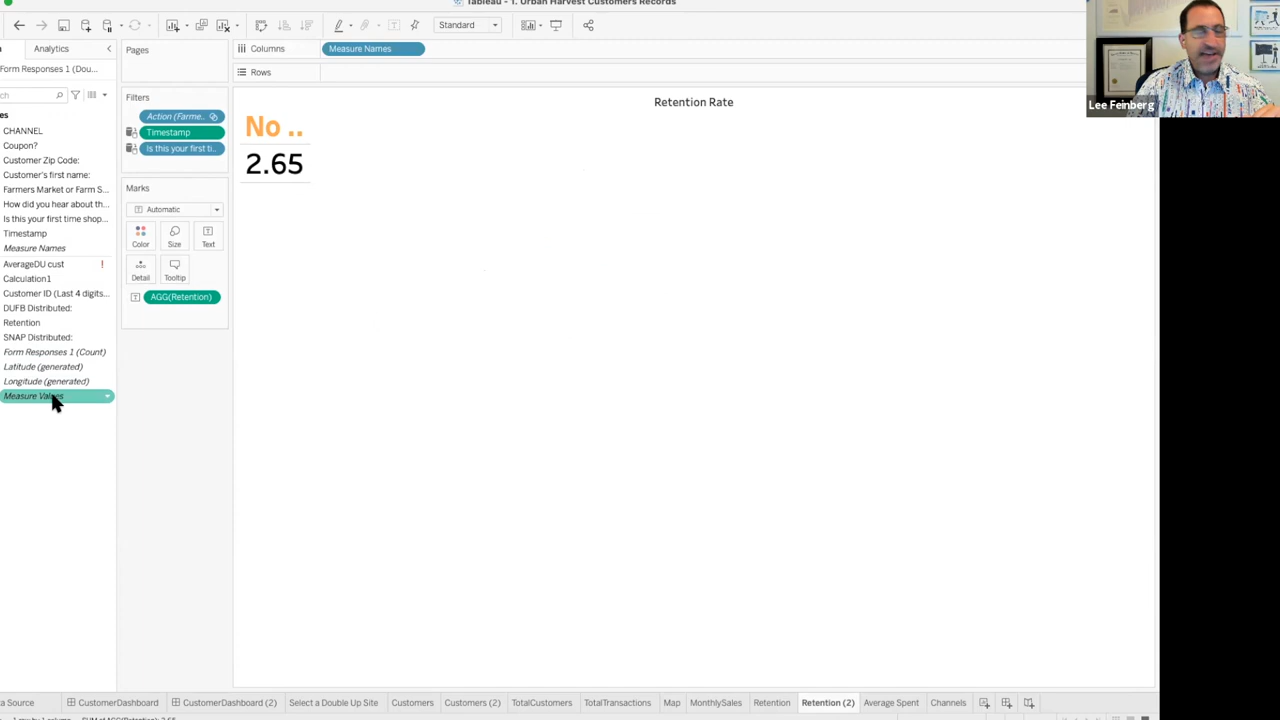 Tableau - 1. Urban Harvest Customers Records
Standard
Analytics
Pages
Columns
Measure Names
Form Responses 1 (Dou...
Rows
Filters
Retention Rate
Lee Feinberg
Action (Farme..
No ..
CHANNEL
Timestamp
Coupon?
Is this your first ti..
Customer Zip Code:
2.65
Customer's first name:
Farmers Market or Farm S...
Marks
How did you hear about th...
Automatic
Is this your first time shop...
Timestamp
Color
Size
Text
Measure Names
AverageDU cust !
Calculation1
Detail
Tooltip
Customer ID (Last 4 digits...
AGG(Retention)
DUFB Distributed:
Retention
SNAP Distributed:
Form Responses 1 (Count)
Latitude (generated)
Longitude (generated)
Measure Values
CustomerDashboard
CustomerDashboard (2)
Select a Double Up Site
Customers
Customers (2)
TotalCustomers
TotalTransactions
Map
MonthlySales
Retention
Retention (2)
Average Spent
Channels